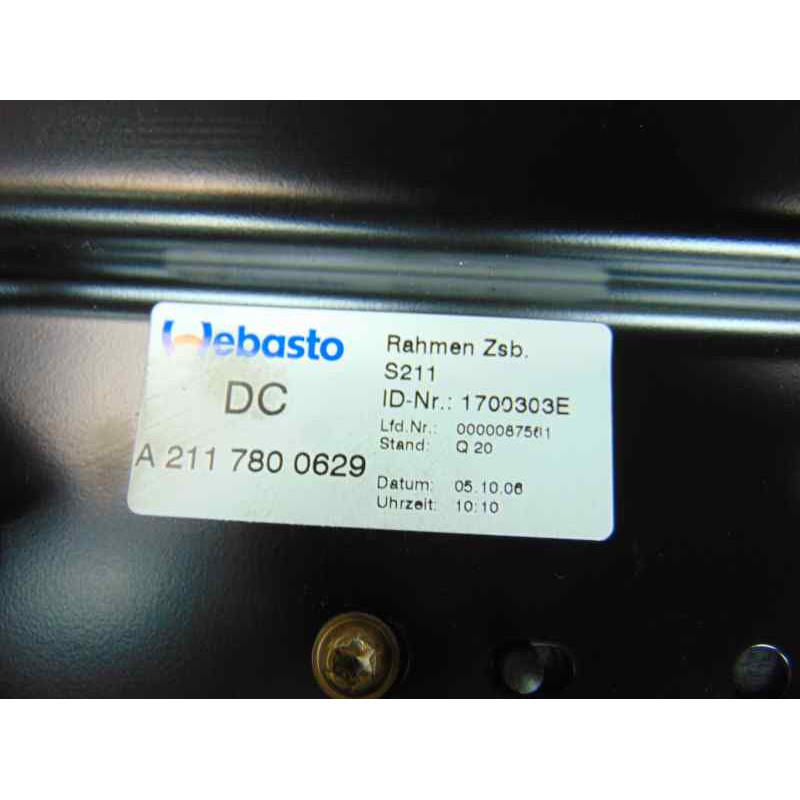 Webasto
DC
A 211 780 0629
Rahmen Zsb.
S211
ID-Nr.: 1700303E
Lfd.Nr.: 0000087561
Stand: Q 20
Datum: 05.10.06
Uhrzeit: 10:10